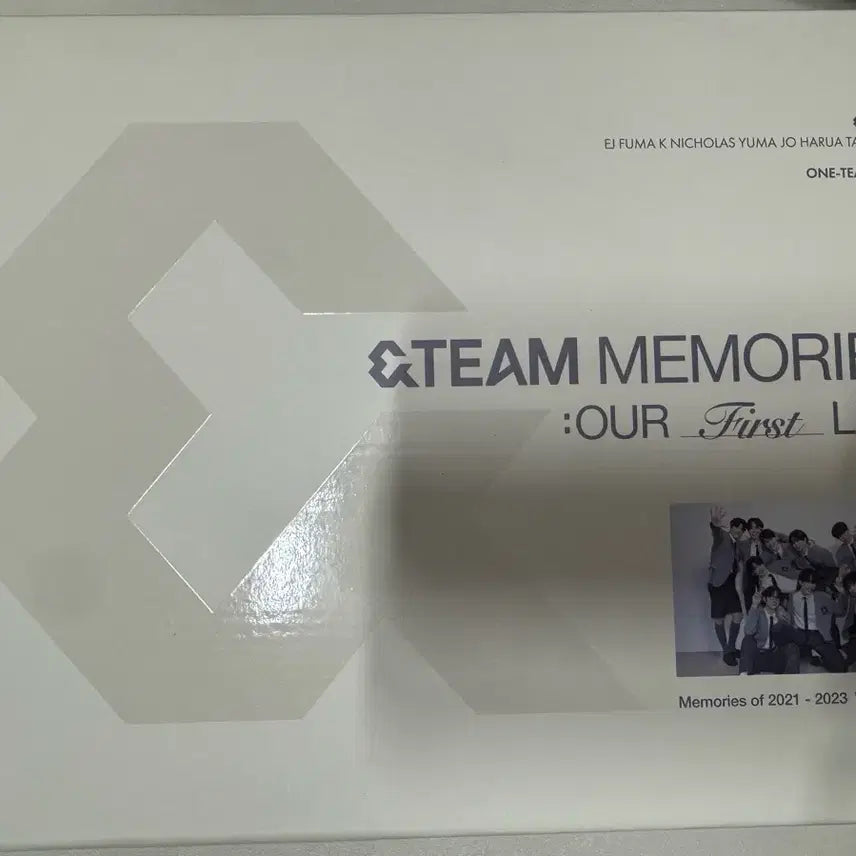 EJ FUMA K NICHOLAS YUMA JO HARUA TA
ONE-TEA
&TEAM MEMORIE
:OUR First L
Memories of 2021 - 2023